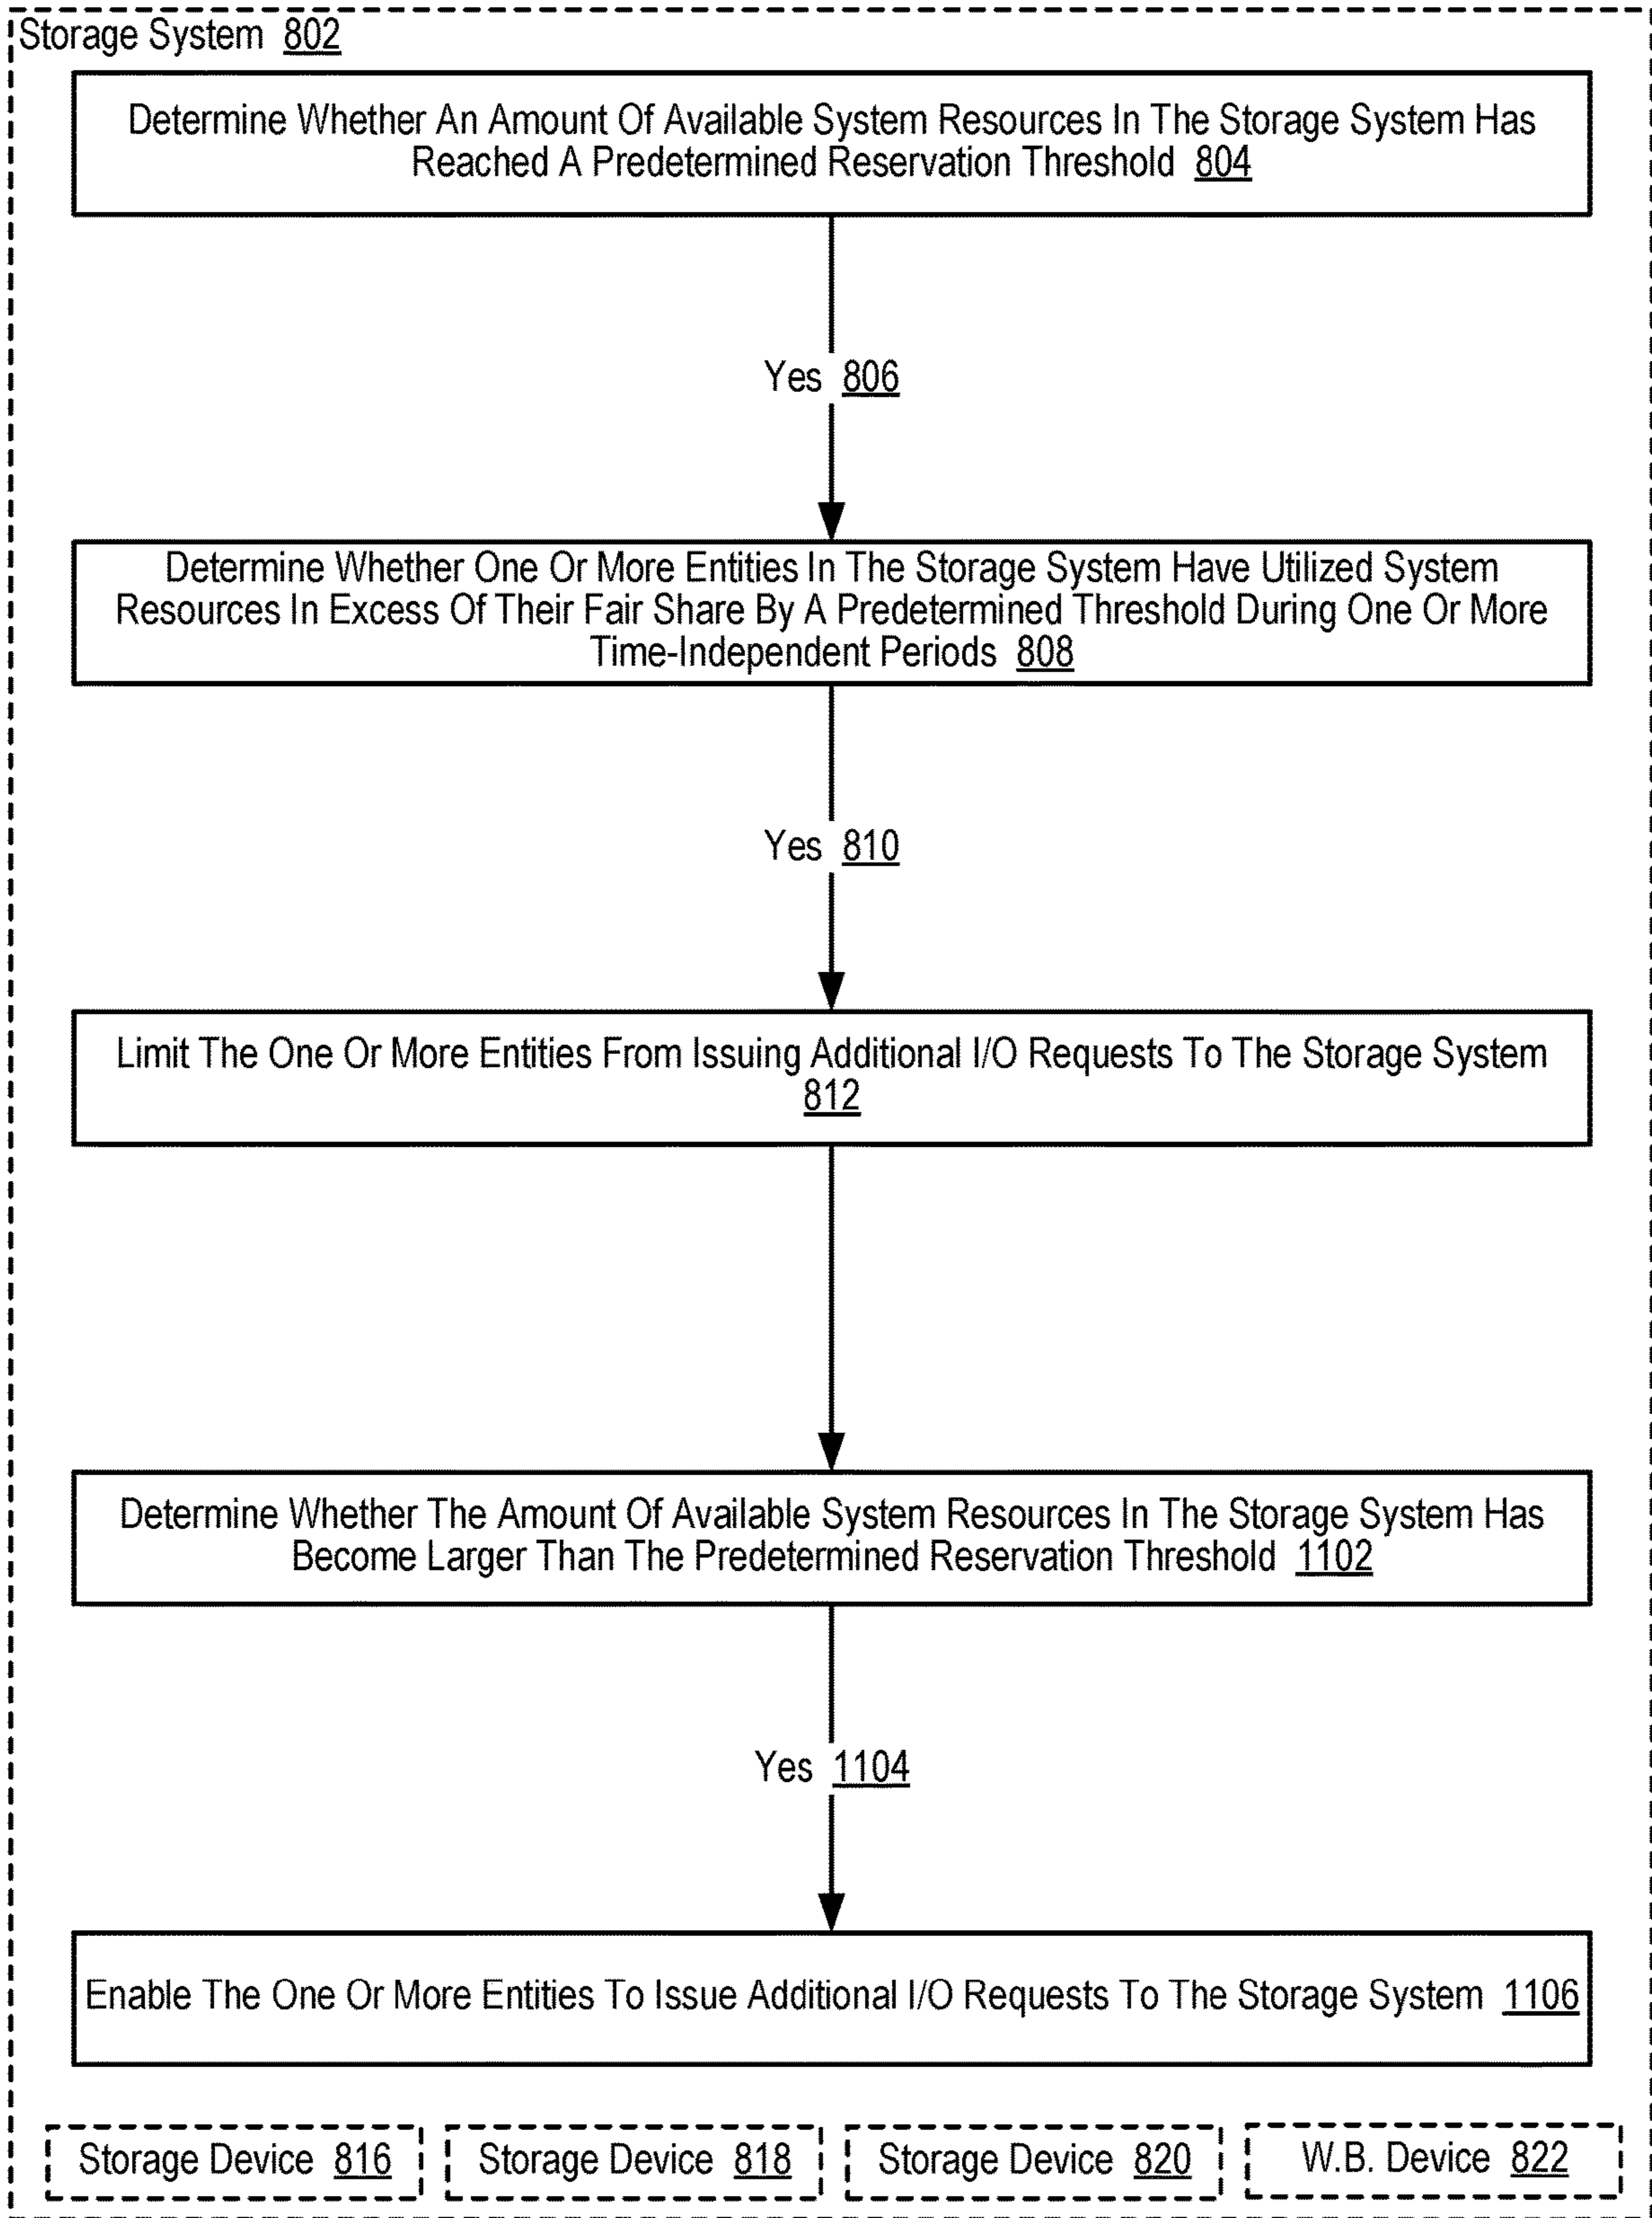 Storage System 802
Determine Whether An Amount Of Available System Resources In The Storage System Has
Reached A Predetermined Reservation Threshold 804
Yes 806
Determine Whether One Or More Entities In The Storage System Have Utilized System
Resources In Excess Of Their Fair Share By A Predetermined Threshold During One Or More
Time-Independent Periods 808
Yes 810
Limit The One Or More Entities From Issuing Additional I/O Requests To The Storage System
812
Determine Whether The Amount Of Available System Resources In The Storage System Has
Become Larger Than The Predetermined Reservation Threshold 1102
Yes 1104
Enable The One Or More Entities To Issue Additional I/O Requests To The Storage System 1106
Storage Device 816
Storage Device 818
Storage Device 820
W.B. Device 822